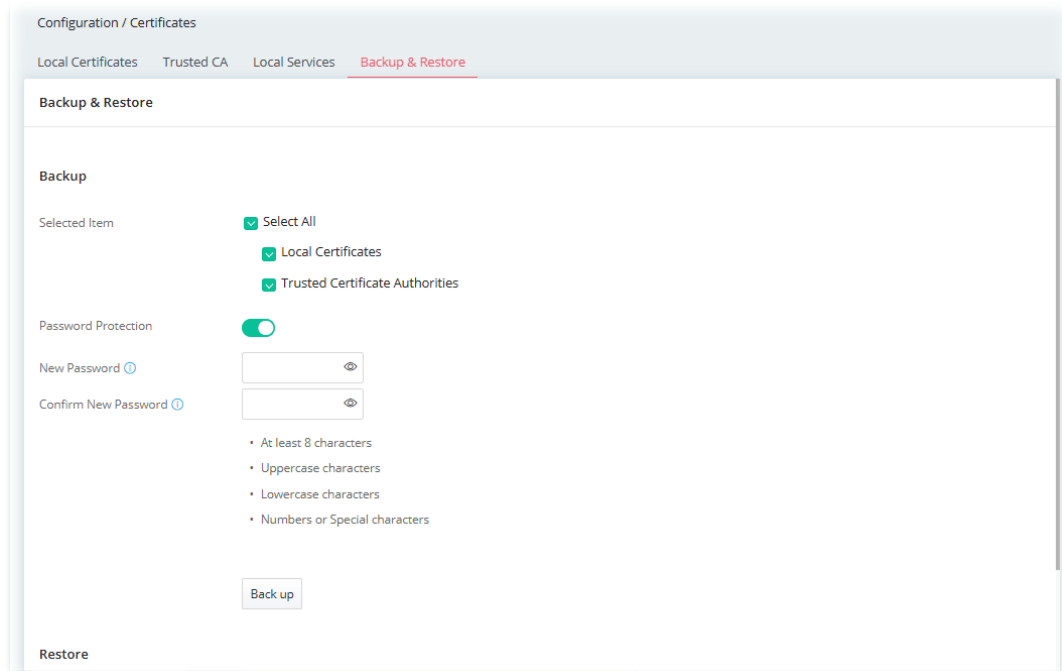 Configuration / Certificates
Local Certificates Trusted CA Local Services Backup & Restore
Backup & Restore
Backup
Selected Item
Select All
Local Certificates
Trusted Certificate Authorities
Password Protection
New Password
Confirm New Password
• At least 8 characters
• Uppercase characters
• Lowercase characters
• Numbers or Special characters
Back up
Restore